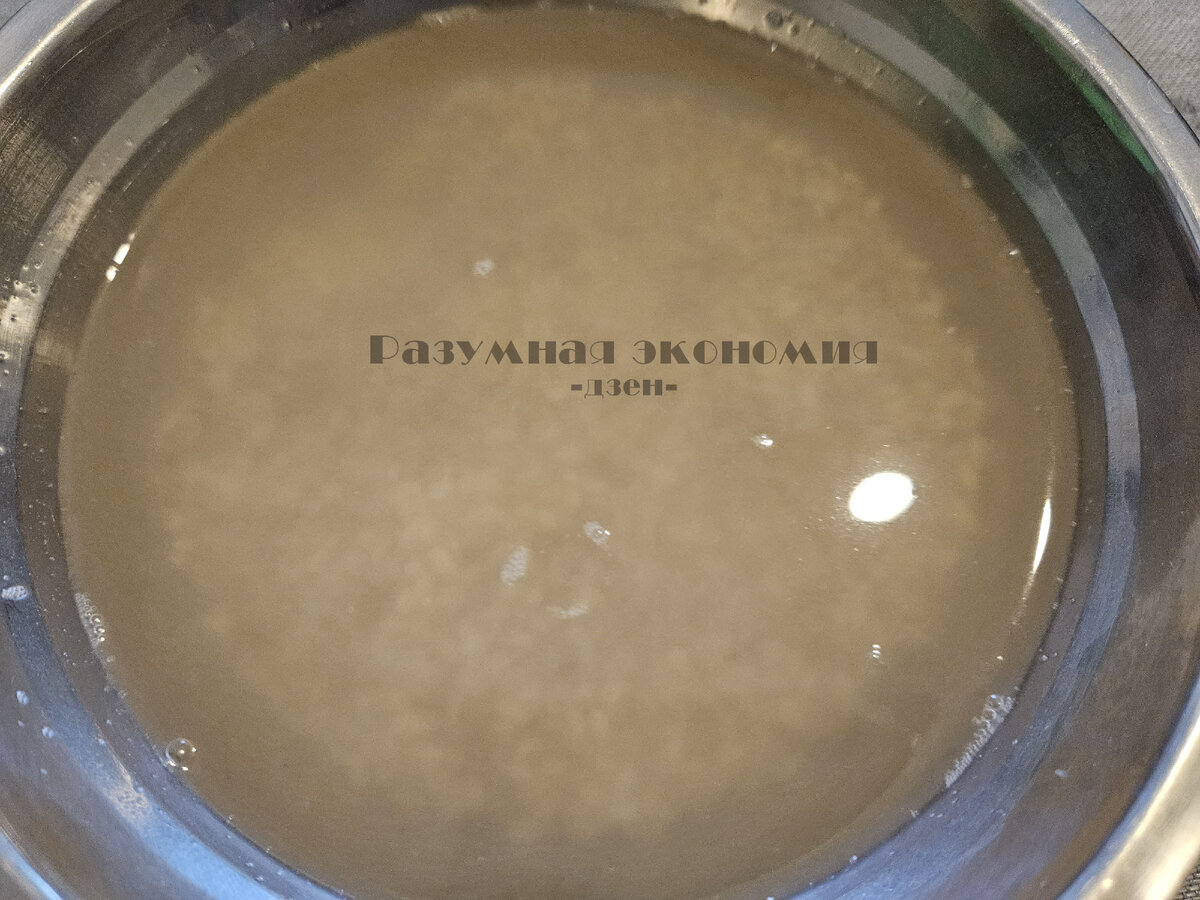 Разумная экономия
-дзен-